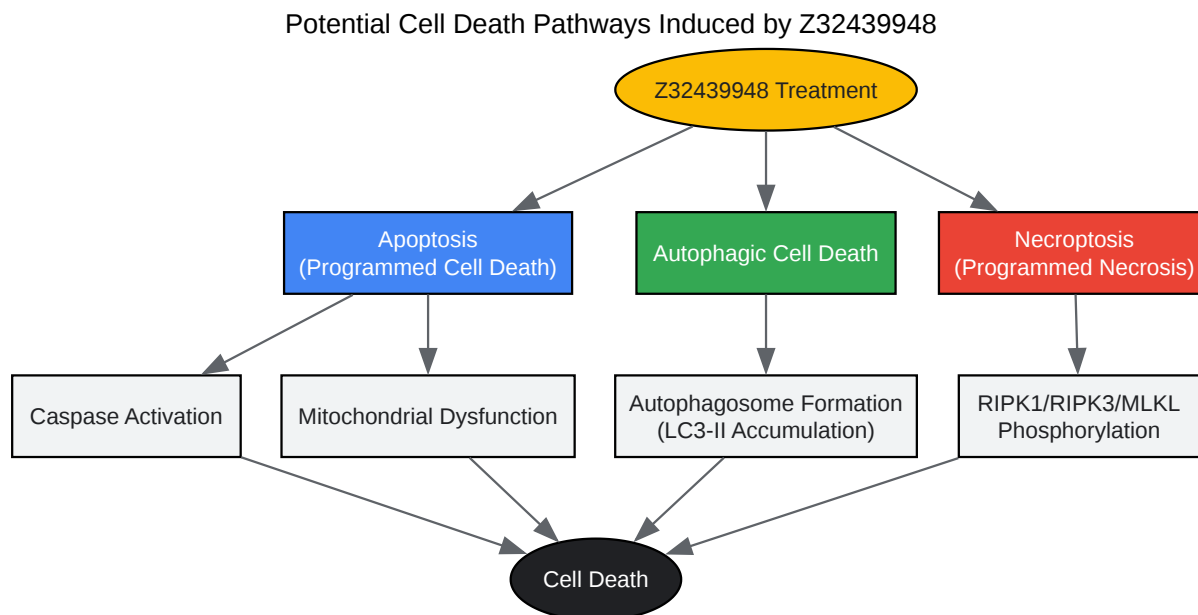 Potential Cell Death Pathways Induced by Z32439948
Z32439948 Treatment
Apoptosis
(Programmed Cell Death)
Autophagic Cell Death
Necroptosis
(Programmed Necrosis)
Caspase Activation
Mitochondrial Dysfunction
Autophagosome Formation
(LC3-II Accumulation)
RIPK1/RIPK3/MLKL
Phosphorylation
Cell Death